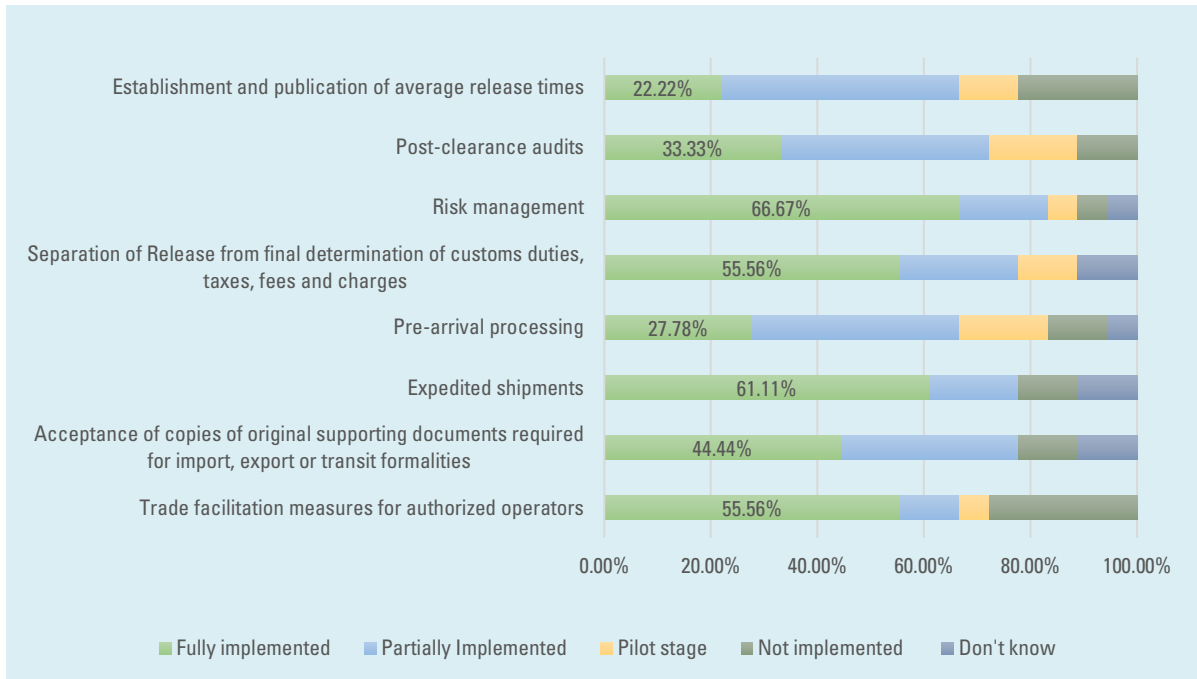 Establishment and publication of average release times
22.22%
Post-clearance audits
33.33%
Risk management
66.67%
Separation of Release from final determination of customs duties,
taxes, fees and charges
55.56%
Pre-arrival processing
27.78%
Expedited shipments
61.11%
Acceptance of copies of original supporting documents required
for import, export or transit formalities
44.44%
Trade facilitation measures for authorized operators
55.56%
0.00% 20.00% 40.00% 60.00% 80.00% 100.00%
Fully implemented Partially Implemented Pilot stage Not implemented Don't know